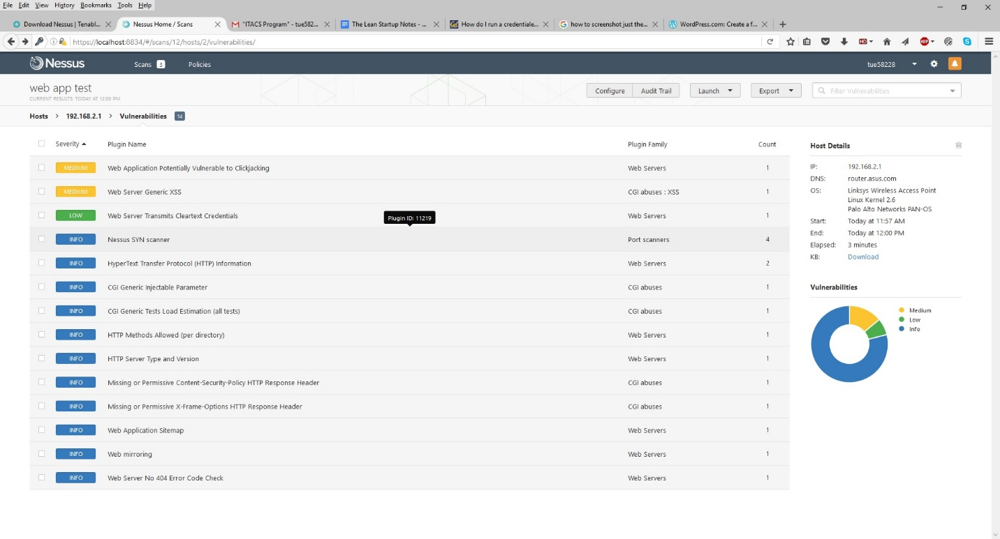 File Edit View History Bookmarks Tools Help
Download Nessus | Tenabl... Nessus Home / Scans "ITACS Program" - tue582... The Lean Startup Notes - ... How do I run a credentiale... how to screenshot just the... WordPress.com: Create a f...
https://localhost:8834/#/scans/12/hosts/2/vulnerabilities/
Nessus Scans 3 Policies tue58228
web app test
CURRENT RESULTS: TODAY AT 12:00 PM
Configure Audit Trail Launch Export Filter Vulnerabilities
Hosts > 192.168.2.1 > Vulnerabilities 14
Severity Plugin Name Plugin Family Count
MEDIUM Web Application Potentially Vulnerable to Clickjacking Web Servers 1
MEDIUM Web Server Generic XSS CGI abuses : XSS 1
LOW Web Server Transmits Cleartext Credentials Web Servers 1
Plugin ID: 11219
INFO Nessus SYN scanner Port scanners 4
INFO HyperText Transfer Protocol (HTTP) Information Web Servers 2
INFO CGI Generic Injectable Parameter CGI abuses 1
INFO CGI Generic Tests Load Estimation (all tests) CGI abuses 1
INFO HTTP Methods Allowed (per directory) Web Servers 1
INFO HTTP Server Type and Version Web Servers 1
INFO Missing or Permissive Content-Security-Policy HTTP Response Header CGI abuses 1
INFO Missing or Permissive X-Frame-Options HTTP Response Header CGI abuses 1
INFO Web Application Sitemap Web Servers 1
INFO Web mirroring Web Servers 1
INFO Web Server No 404 Error Code Check Web Servers 1
Host Details
IP: 192.168.2.1
DNS: router.asus.com
OS: Linksys Wireless Access Point
Linux Kernel 2.6
Palo Alto Networks PAN-OS
Start: Today at 11:57 AM
End: Today at 12:00 PM
Elapsed: 3 minutes
KB: Download
Vulnerabilities
Medium
Low
Info